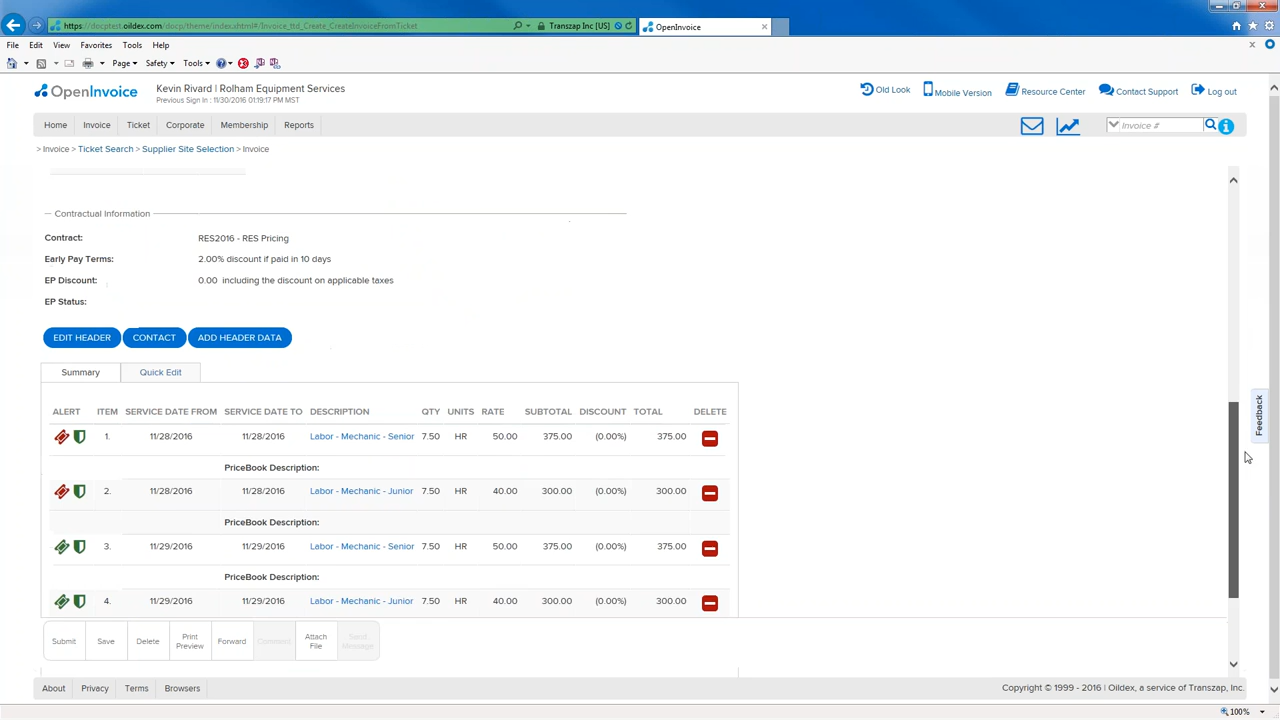 https://docptest.oildex.com/docp/theme/index.xhtml#/Invoice_ttd_Create_CreateInvoiceFromTicket
Transzap Inc [US]
OpenInvoice
File Edit View Favorites Tools Help
Page Safety Tools
OpenInvoice
Kevin Rivard | Rolham Equipment Services
Previous Sign In : 11/30/2016 01:19:17 PM MST
Old Look Mobile Version Resource Center Contact Support Log out
Home Invoice Ticket Corporate Membership Reports
Invoice #
> Invoice > Ticket Search > Supplier Site Selection > Invoice
Contractual Information
Contract: RES2016 - RES Pricing
Early Pay Terms: 2.00% discount if paid in 10 days
EP Discount: 0.00 including the discount on applicable taxes
EP Status:
EDIT HEADER CONTACT ADD HEADER DATA
Summary Quick Edit
ALERT ITEM SERVICE DATE FROM SERVICE DATE TO DESCRIPTION QTY UNITS RATE SUBTOTAL DISCOUNT TOTAL DELETE
1. 11/28/2016 11/28/2016 Labor - Mechanic - Senior 7.50 HR 50.00 375.00 (0.00%) 375.00
PriceBook Description:
2. 11/28/2016 11/28/2016 Labor - Mechanic - Junior 7.50 HR 40.00 300.00 (0.00%) 300.00
PriceBook Description:
3. 11/29/2016 11/29/2016 Labor - Mechanic - Senior 7.50 HR 50.00 375.00 (0.00%) 375.00
PriceBook Description:
4. 11/29/2016 11/29/2016 Labor - Mechanic - Junior 7.50 HR 40.00 300.00 (0.00%) 300.00
Feedback
Submit Save Delete Print Preview Forward Comment Attach File Send Message
About Privacy Terms Browsers
Copyright © 1999 - 2016 | Oildex, a service of Transzap, Inc.
100%